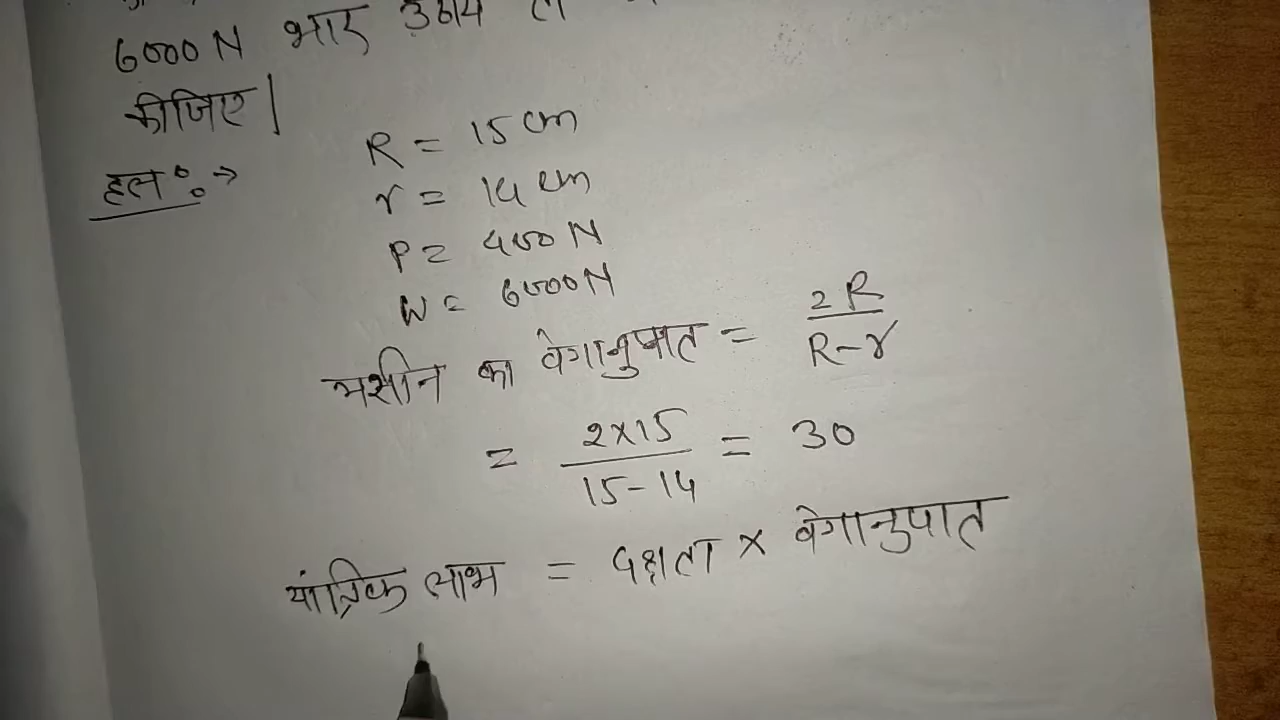 6000 N भार
कीजिए।
हलः→
R = 15 cm
r = 14 cm
P = 400 N
W = 6000 N
मशीन का वेगानुपात = 2R / R-r
= 2×15 / 15-14 = 30
यांत्रिक लाभ = दक्षता × वेगानुपात